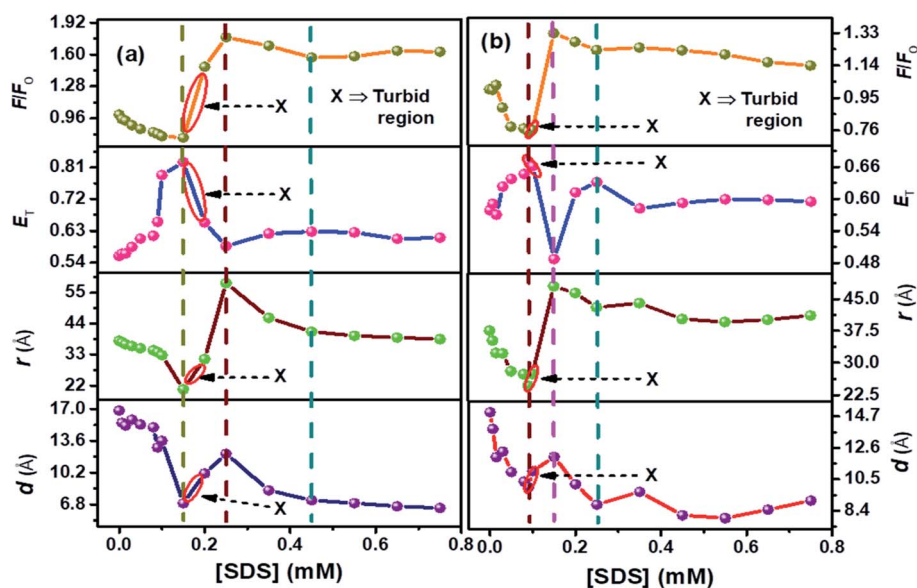 (a)
F/F_O
1.92
1.60
1.28
0.96
X
X ⇒ Turbid
region
E_T
0.81
0.72
0.63
0.54
X
r (Å)
55
44
33
22
X
d (Å)
17.0
13.6
10.2
6.8
X
0.0 0.2 0.4 0.6 0.8
[SDS] (mM)
(b)
F/F_O
1.33
1.14
0.95
0.76
X
X ⇒ Turbid
region
E_T
0.66
0.60
0.54
0.48
X
r (Å)
45.0
37.5
30.0
22.5
X
d (Å)
14.7
12.6
10.5
8.4
X
0.0 0.2 0.4 0.6 0.8
[SDS] (mM)